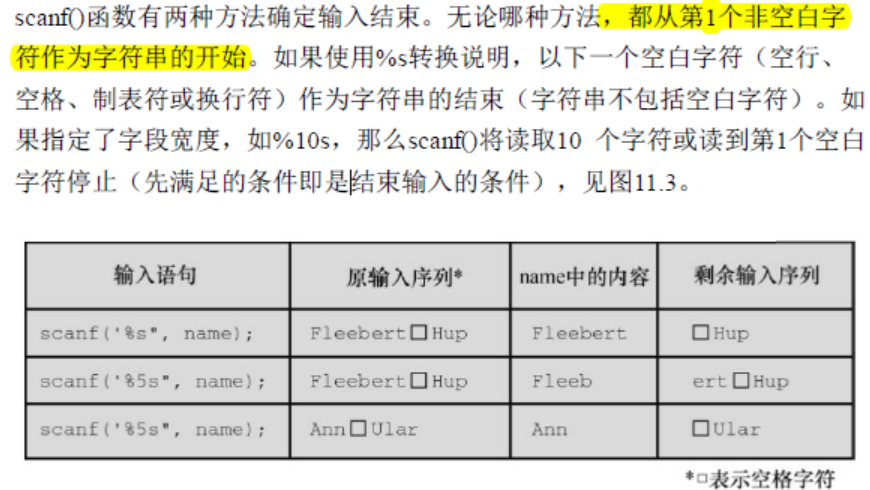 scanf()函数有两种方法确定输入结束。无论哪种方法，都从第1个非空白字
符作为字符串的开始。如果使用%s转换说明，以下一个空白字符（空行、
空格、制表符或换行符）作为字符串的结束（字符串不包括空白字符）。如
果指定了字段宽度，如%10s，那么scanf()将读取10 个字符或读到第1个空白
字符停止（先满足的条件即是结束输入的条件），见图11.3。
输入语句 原输入序列* name中的内容 剩余输入序列
scanf('%s", name); Fleebert□Hup Fleebert □Hup
scanf('%5s", name); Fleebert□Hup Fleeb ert□Hup
scanf('%5s", name); Ann□Ular Ann □Ular
*□表示空格字符